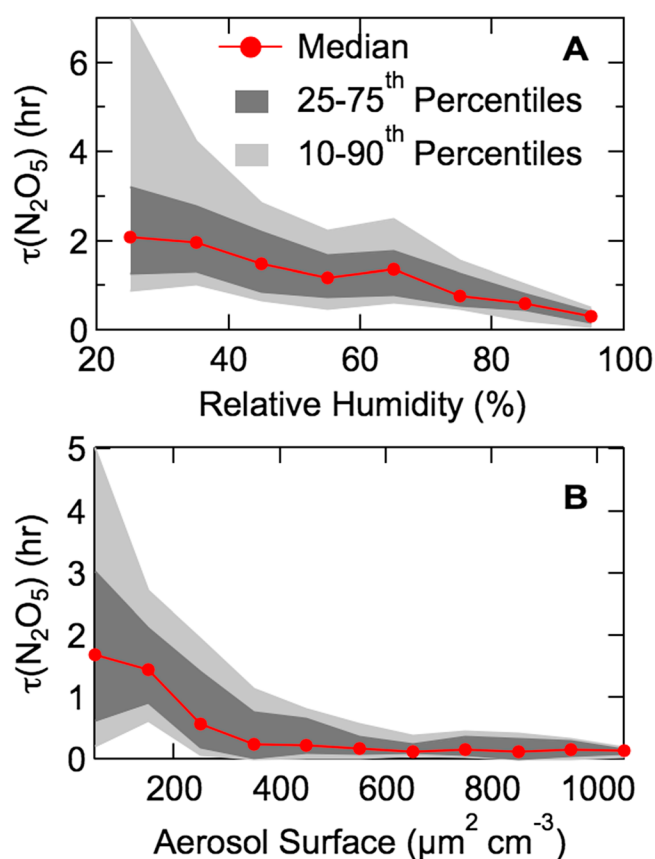 A
Median
25-75th Percentiles
10-90th Percentiles
τ(N2O5) (hr)
6
4
2
0
20 40 60 80 100
Relative Humidity (%)
B
τ(N2O5) (hr)
5
4
3
2
1
0
200 400 600 800 1000
Aerosol Surface (µm2 cm-3)